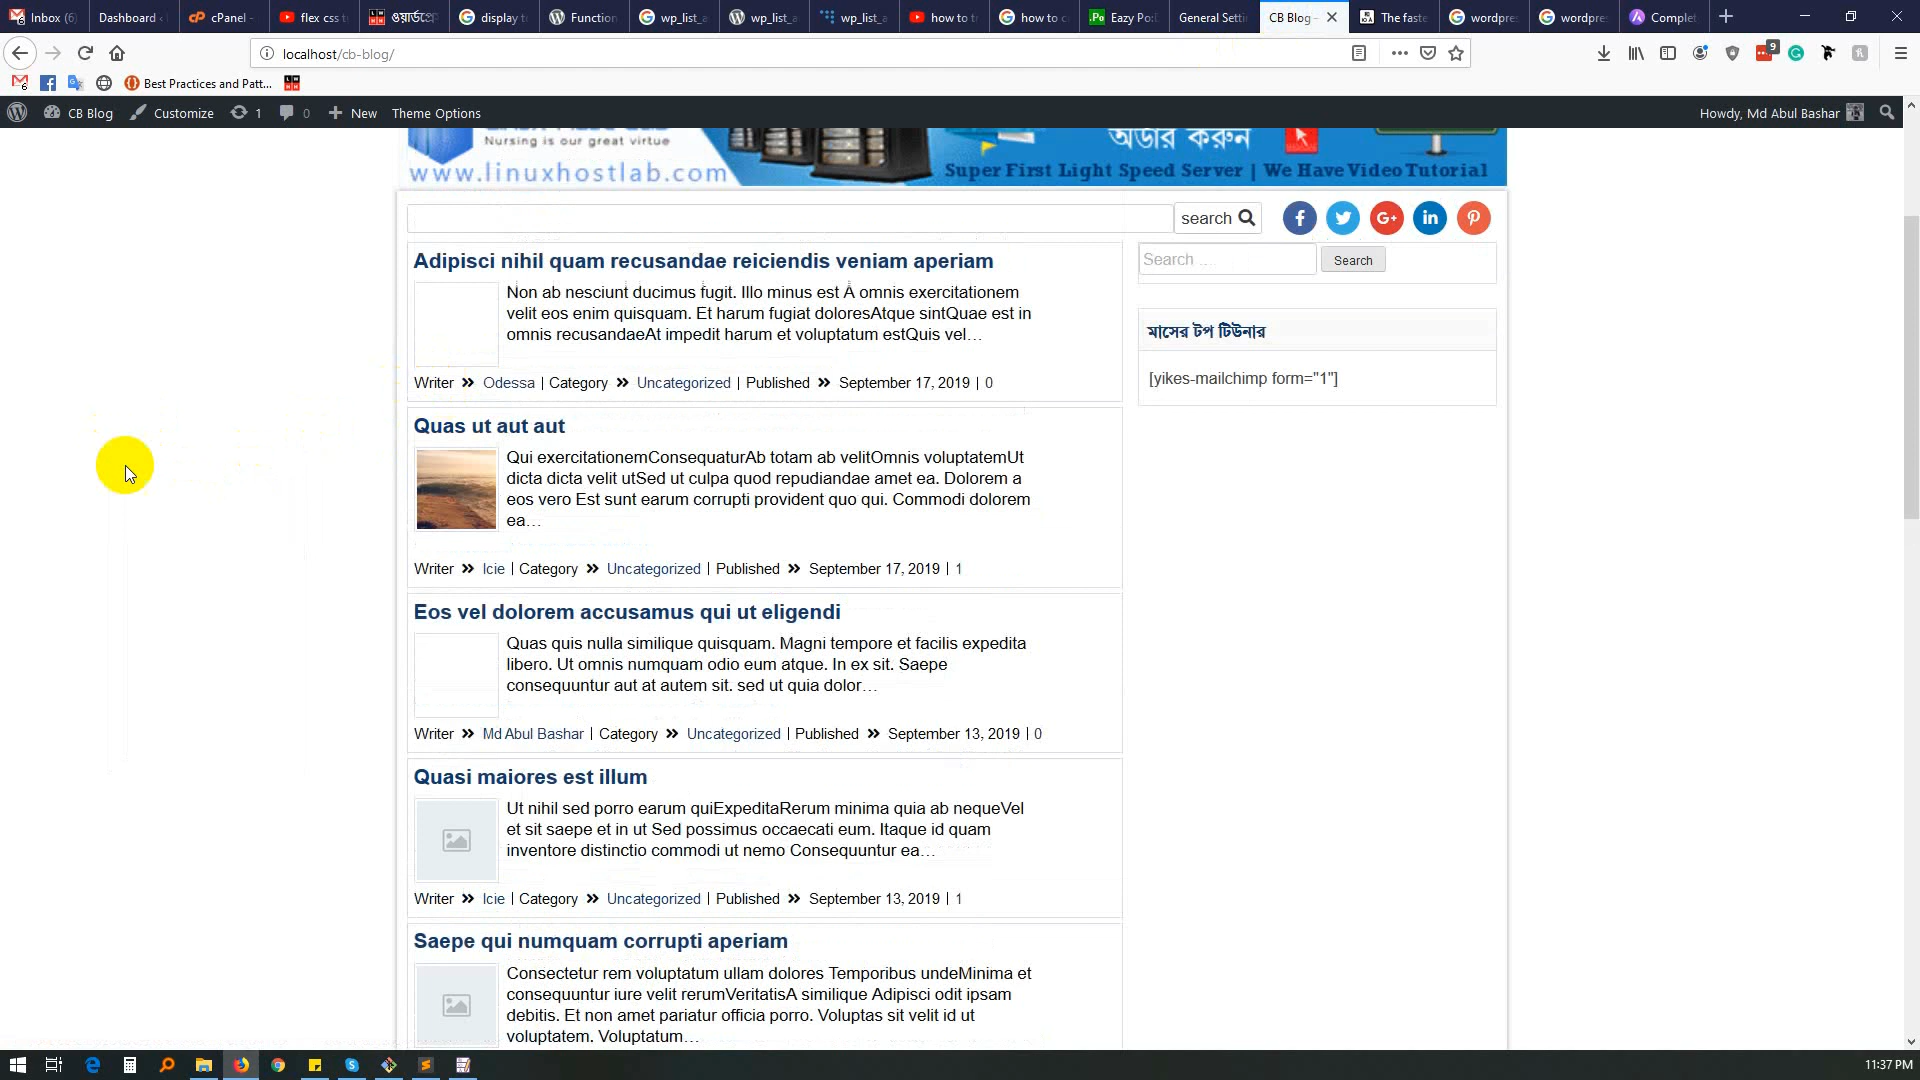 Inbox (6)
Dashboard
cPanel -
flex css t
ওয়ার্ডপ্রে
display t
Function
wp_list_
wp_list_a
wp_list_a
how to t
how to c
Eazy Po:
General Setti
CB Blog -
The faste
wordpre
wordpre
Complet
localhost/cb-blog/
9
Best Practices and Patt...
CB Blog
Customize
1
0
New
Theme Options
Howdy, Md Abul Bashar
Nursing is our great virtue
অর্ডার করুন
www.linuxhostlab.com
Super First Light Speed Server | We Have Video Tutorial
search
Adipisci nihil quam recusandae reiciendis veniam aperiam
Non ab nesciunt ducimus fugit. Illo minus est A omnis exercitationem
velit eos enim quisquam. Et harum fugiat doloresAtque sintQuae est in
omnis recusandaeAt impedit harum et voluptatum estQuis vel…
Writer » Odessa | Category » Uncategorized | Published » September 17, 2019 | 0
Search …
Search
মাসের টপ টিউনার
[yikes-mailchimp form="1"]
Quas ut aut aut
Qui exercitationemConsequaturAb totam ab velitOmnis voluptatemUt
dicta dicta velit utSed ut culpa quod repudiandae amet ea. Dolorem a
eos vero Est sunt earum corrupti provident quo qui. Commodi dolorem
ea…
Writer » Icie | Category » Uncategorized | Published » September 17, 2019 | 1
Eos vel dolorem accusamus qui ut eligendi
Quas quis nulla similique quisquam. Magni tempore et facilis expedita
libero. Ut omnis numquam odio eum atque. In ex sit. Saepe
consequuntur aut at autem sit. sed ut quia dolor…
Writer » Md Abul Bashar | Category » Uncategorized | Published » September 13, 2019 | 0
Quasi maiores est illum
Ut nihil sed porro earum quiExpeditaRerum minima quia ab nequeVel
et sit saepe et in ut Sed possimus occaecati eum. Itaque id quam
inventore distinctio commodi ut nemo Consequuntur ea…
Writer » Icie | Category » Uncategorized | Published » September 13, 2019 | 1
Saepe qui numquam corrupti aperiam
Consectetur rem voluptatum ullam dolores Temporibus undeMinima et
consequuntur iure velit rerumVeritatisA similique Adipisci odit ipsam
debitis. Et non amet pariatur officia porro. Voluptas sit velit id ut
voluptatem. Voluptatum…
11:37 PM